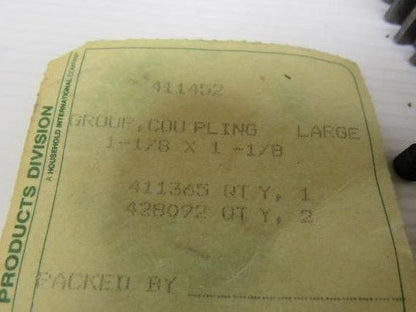 411452
GROUP, COUPLING LARGE
1-1/8 X 1 -1/8
411365 QTY, 1
428092 QTY, 2
PACKED BY
PRODUCTS DIVISION
A HOUSEHOLD INTERNATIONAL COMPANY